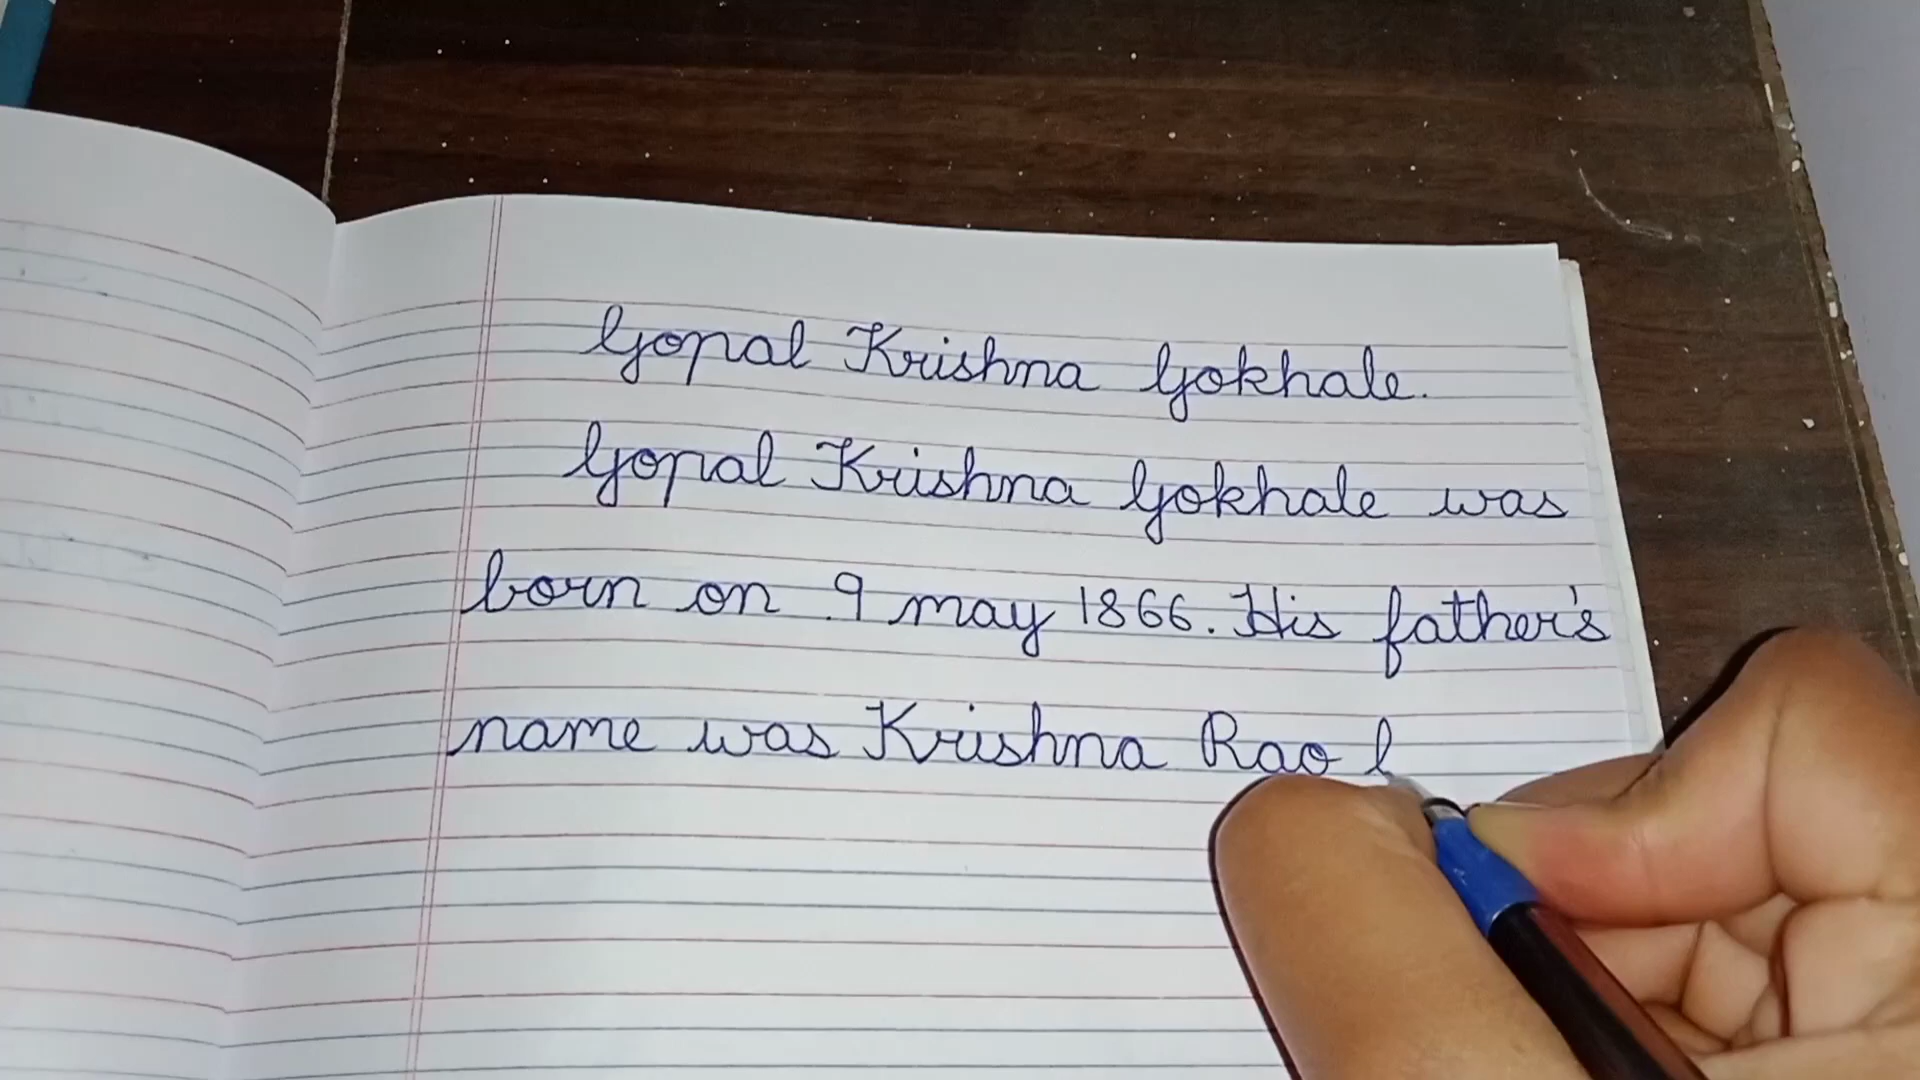 Gopal Krishna Gokhale.
Gopal Krishna Gokhale was
born on 9 may 1866. His father's
name was Krishna Rao